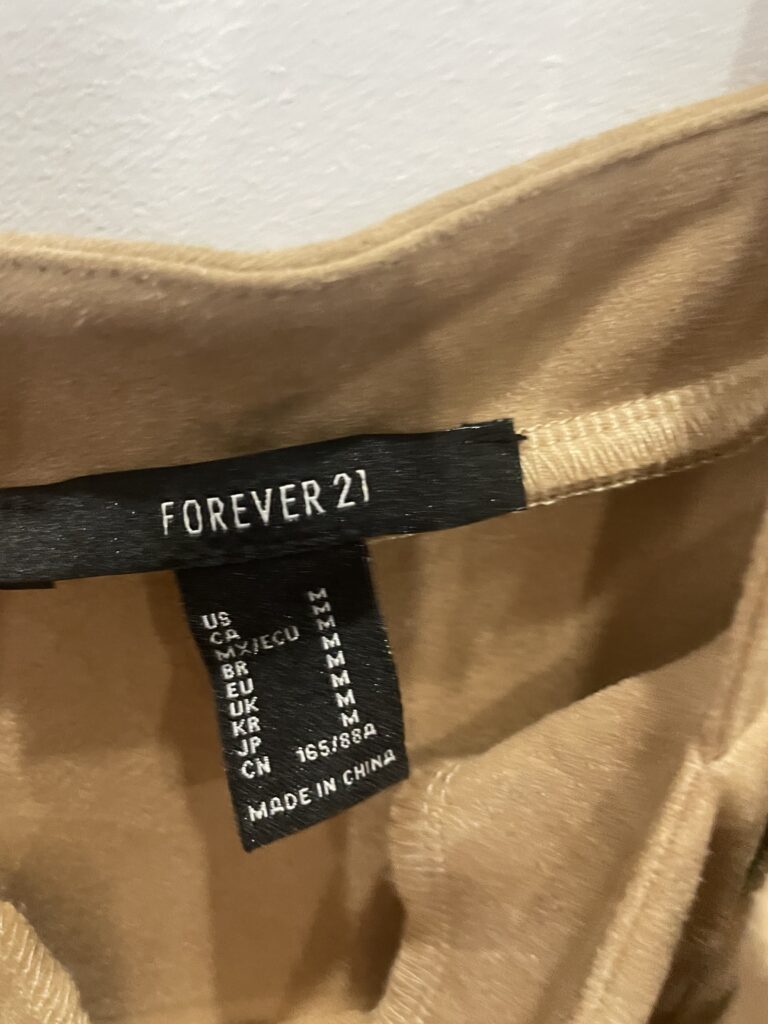 FOREVER 21
US M
CA M
MX/ECU M
BR M
EU M
UK M
KR M
JP M
CN 165/88A
MADE IN CHINA